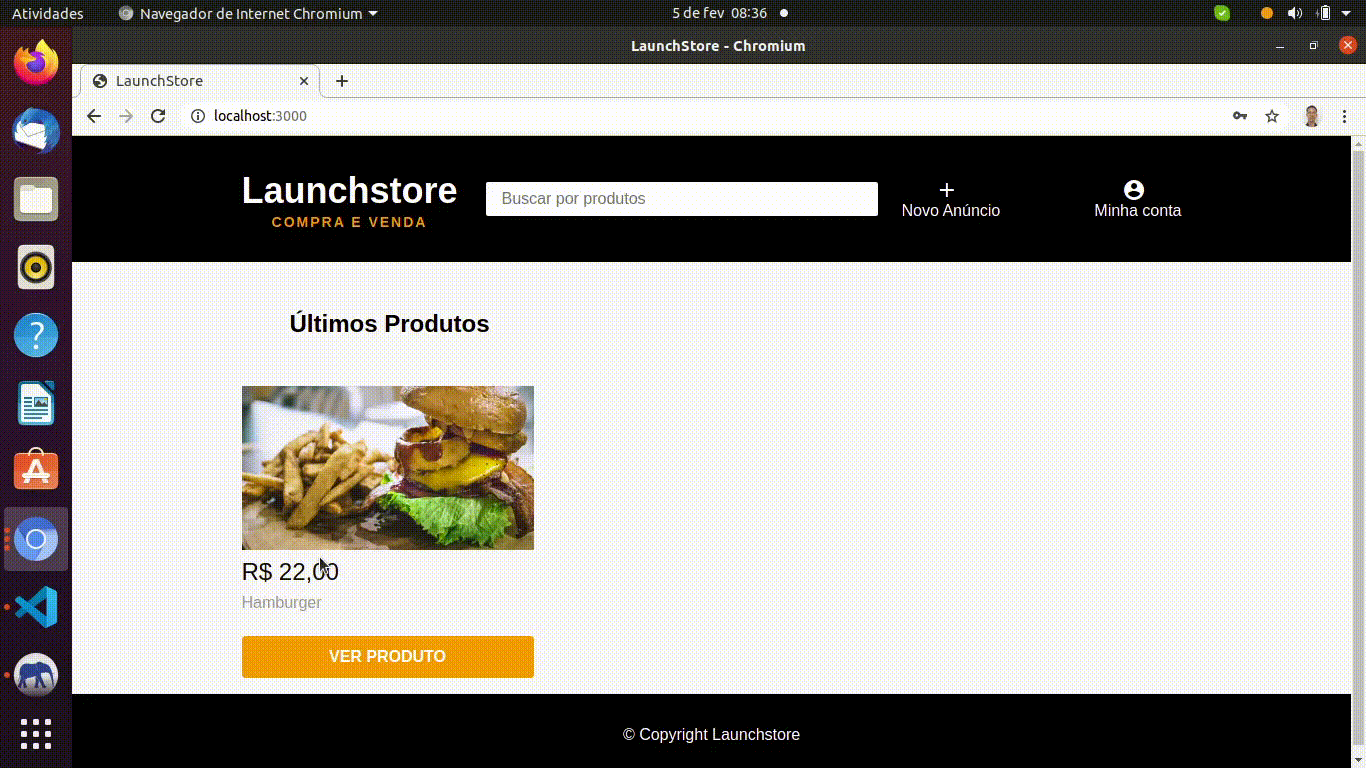 Atividades
Navegador de Internet Chromium
5 de fev 08:36
LaunchStore - Chromium
LaunchStore
localhost:3000
Launchstore
COMPRA E VENDA
Buscar por produtos
Novo Anúncio
Minha conta
Últimos Produtos
R$ 22,00
Hamburger
VER PRODUTO
© Copyright Launchstore